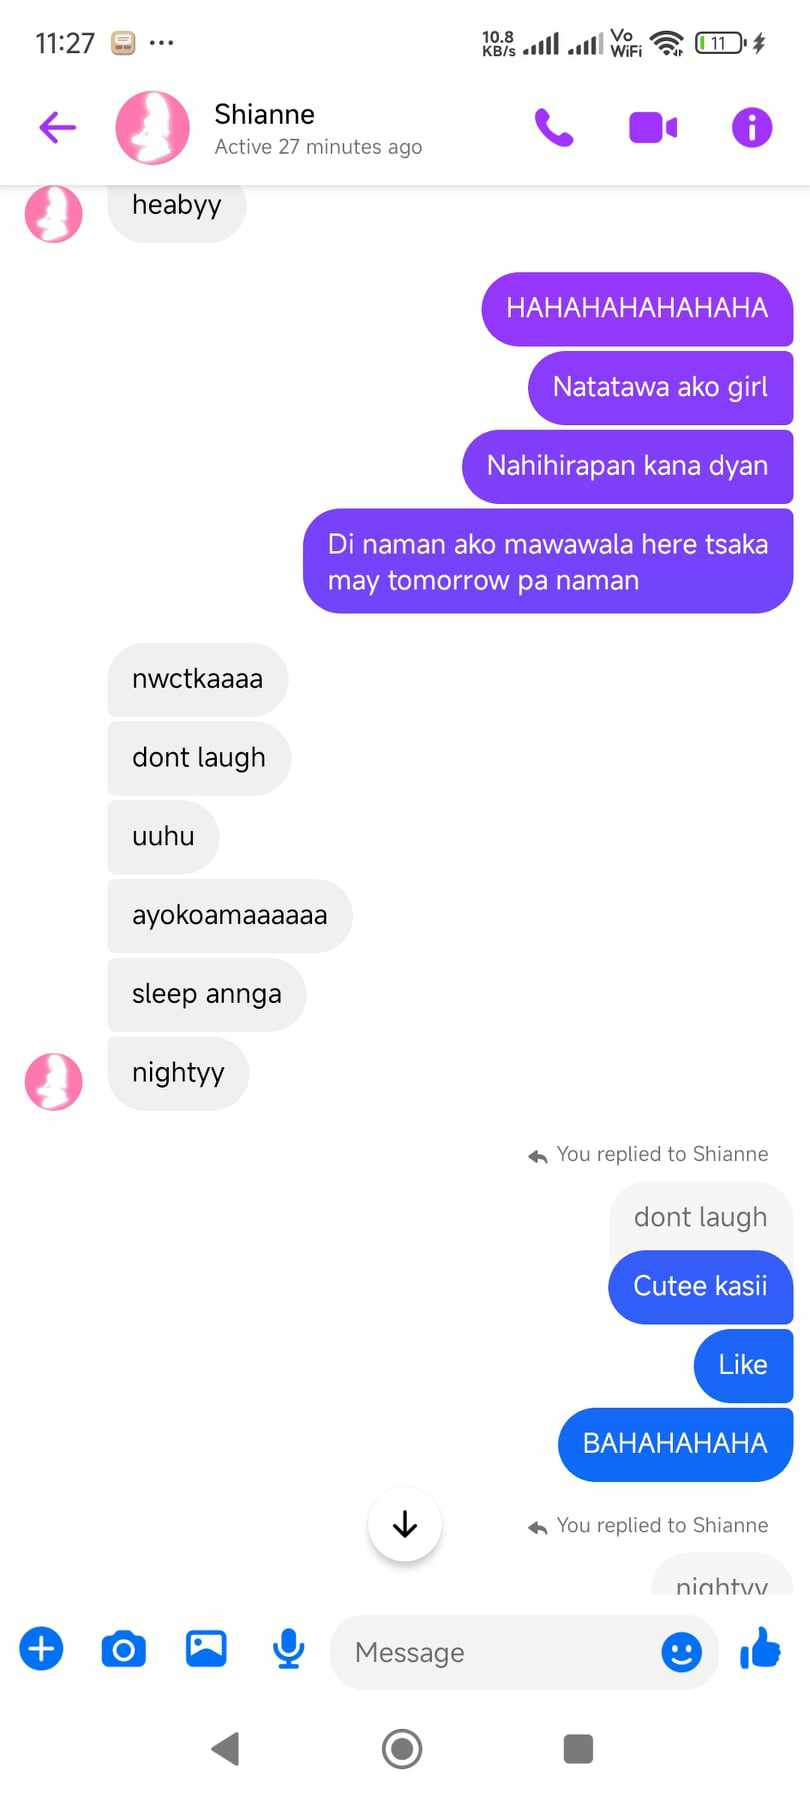 11:27
10.8
KB/s
Vo
WiFi
11
Shianne
Active 27 minutes ago
heabyy
HAHAHAHAHAHAHA
Natatawa ako girl
Nahihirapan kana dyan
Di naman ako mawawala here tsaka
may tomorrow pa naman
nwctkaaaa
dont laugh
uuhu
ayokoamaaaaaa
sleep annga
nightyy
You replied to Shianne
dont laugh
Cutee kasii
Like
BAHAHAHAHA
You replied to Shianne
nightyy
Message